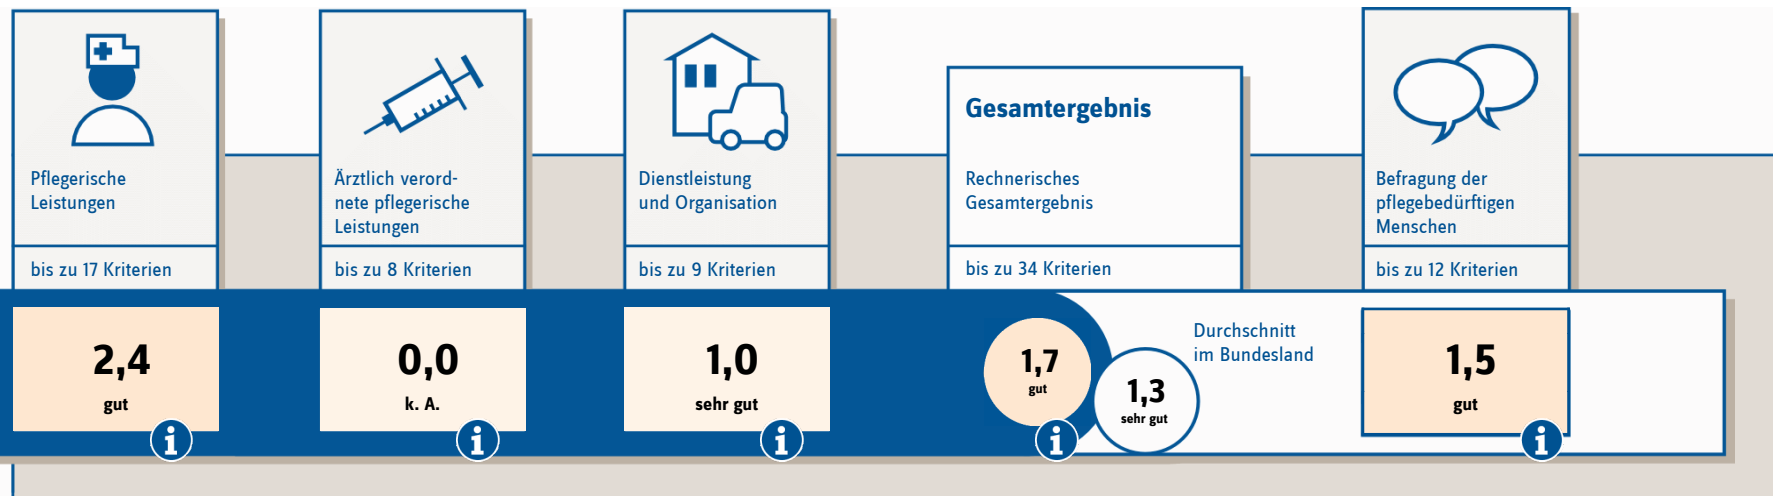 Pflegerische
Leistungen
bis zu 17 Kriterien
2,4
gut
i
Ärztlich verord-
nete pflegerische
Leistungen
bis zu 8 Kriterien
0,0
k. A.
i
Dienstleistung
und Organisation
bis zu 9 Kriterien
1,0
sehr gut
i
Gesamtergebnis
Rechnerisches
Gesamtergebnis
bis zu 34 Kriterien
1,7
gut
i
1,3
sehr gut
Durchschnitt
im Bundesland
Befragung der
pflegebedürftigen
Menschen
bis zu 12 Kriterien
1,5
gut
i